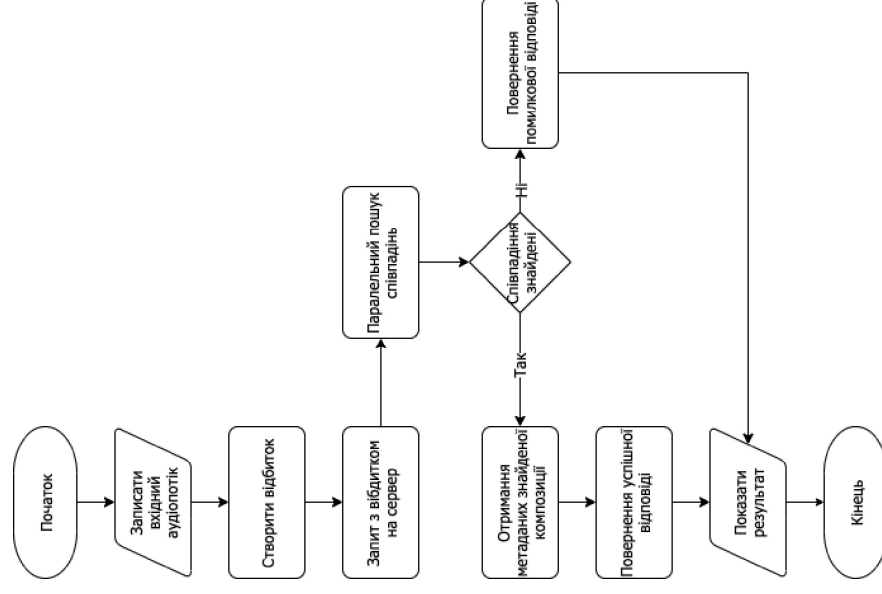 Початок
Записати
вхідний
аудіопотік
Створити відбиток
Запит з вібдитком
на сервер
Паралельний пошук
співпадінь
Співпадіння
знайдені
Так
Ні
Отримання
метаданих знайденої
композиції
Повернення успішної
відповіді
Повернення
помилкової відповіді
Показати
результат
Кінець